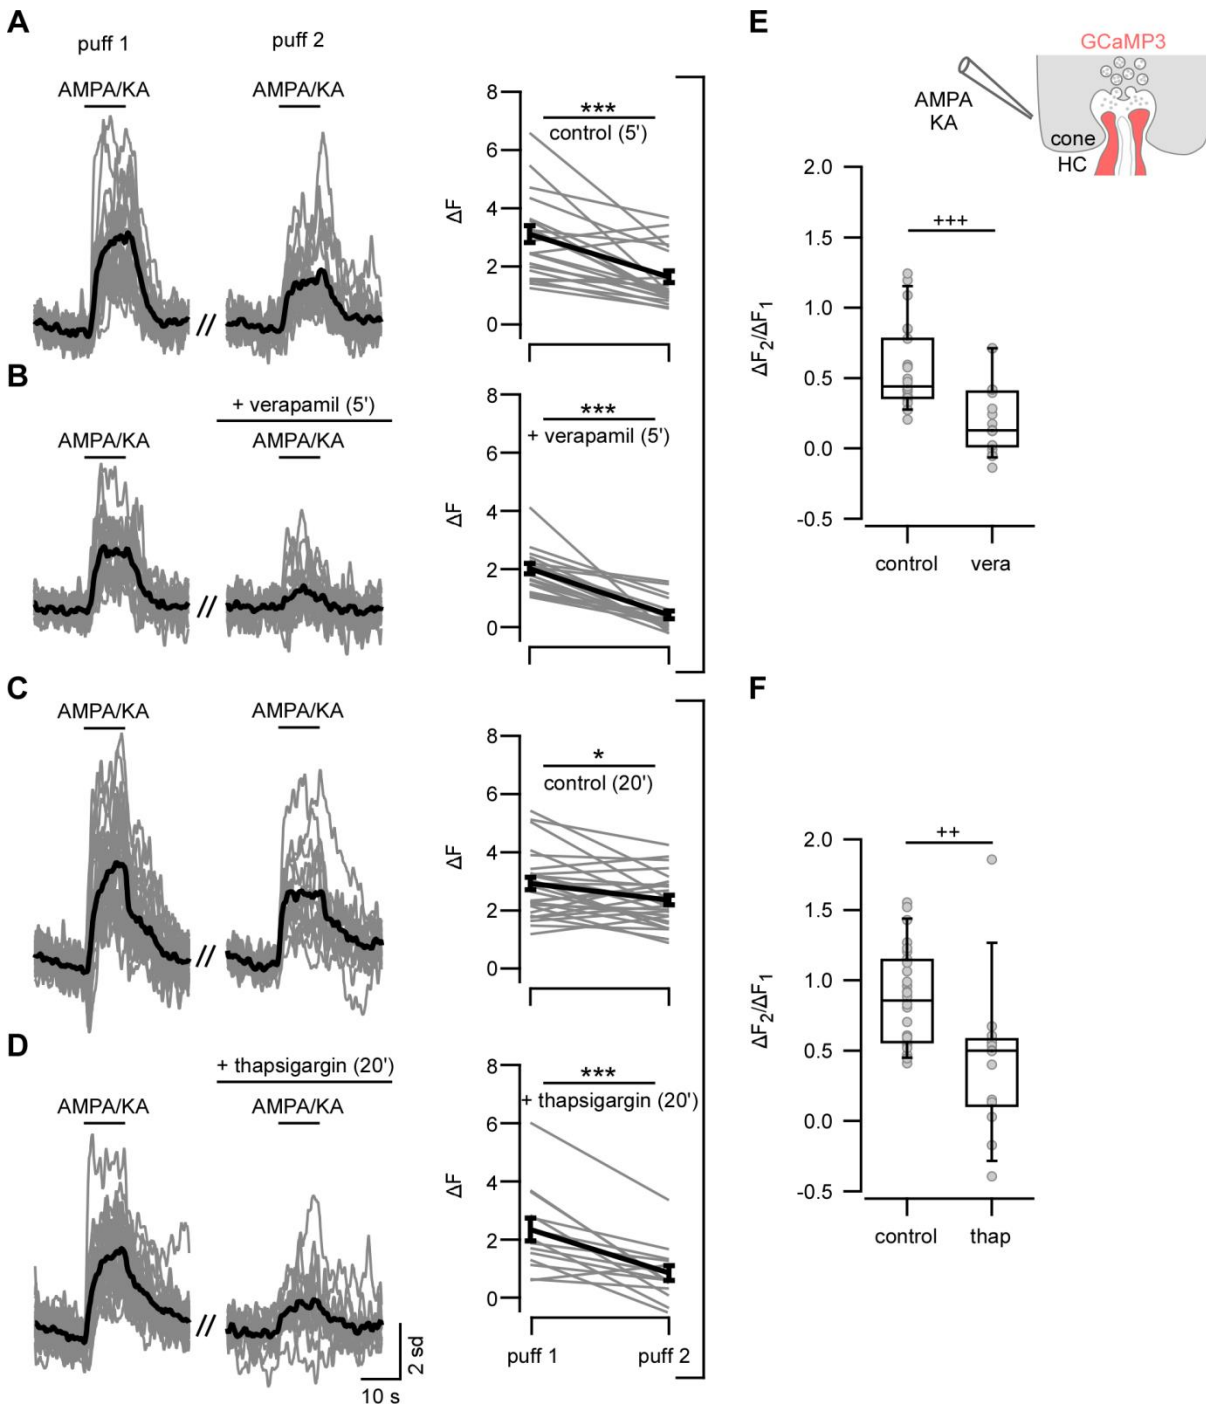 A
puff 1
puff 2
AMPA/KA
AMPA/KA
//
ΔF
8
6
4
2
0
***
control (5')
B
+ verapamil (5')
AMPA/KA
AMPA/KA
//
ΔF
8
6
4
2
0
***
+ verapamil (5')
C
AMPA/KA
AMPA/KA
//
ΔF
8
6
4
2
0
*
control (20')
D
+ thapsigargin (20')
AMPA/KA
AMPA/KA
//
2 sd
10 s
ΔF
8
6
4
2
0
***
+ thapsigargin (20')
puff 1
puff 2
E
GCaMP3
AMPA
KA
cone
HC
ΔF2/ΔF1
2.0
1.5
1.0
0.5
0.0
-0.5
+++
control
vera
F
ΔF2/ΔF1
2.0
1.5
1.0
0.5
0.0
-0.5
++
control
thap